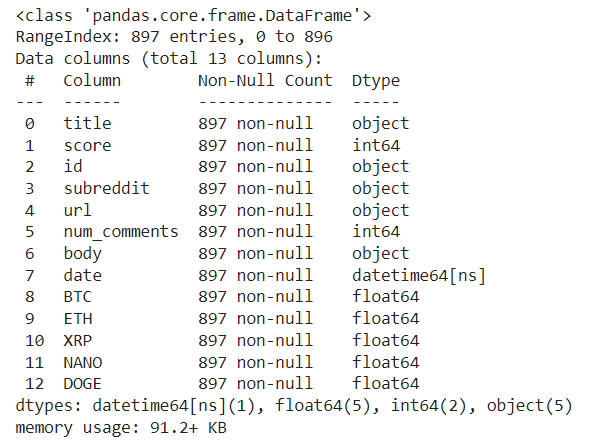 <class 'pandas.core.frame.DataFrame'>
RangeIndex: 897 entries, 0 to 896
Data columns (total 13 columns):
 #   Column        Non-Null Count  Dtype
---  ------        --------------  -----
 0   title         897 non-null    object
 1   score         897 non-null    int64
 2   id            897 non-null    object
 3   subreddit     897 non-null    object
 4   url           897 non-null    object
 5   num_comments  897 non-null    int64
 6   body          897 non-null    object
 7   date          897 non-null    datetime64[ns]
 8   BTC           897 non-null    float64
 9   ETH           897 non-null    float64
 10  XRP           897 non-null    float64
 11  NANO          897 non-null    float64
 12  DOGE          897 non-null    float64
dtypes: datetime64[ns](1), float64(5), int64(2), object(5)
memory usage: 91.2+ KB